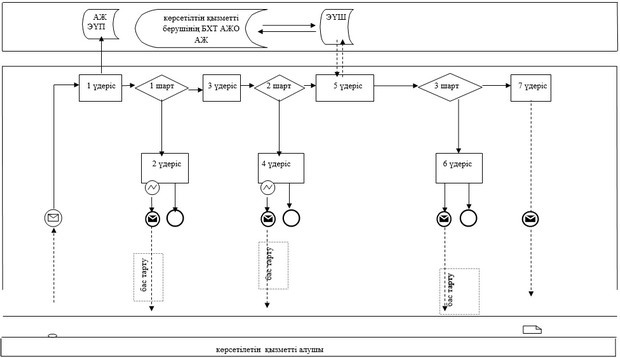 АЖ
ЭҮП
көрсетілтін қызметті
берушінің БХТ АЖО
АЖ
ЭҮШ
1 үдеріс
1 шарт
3 үдеріс
2 шарт
5 үдеріс
3 шарт
7 үдеріс
2 үдеріс
4 үдеріс
6 үдеріс
бас тарту
бас тарту
бас тарту
көрсетілетін қызметті алушы